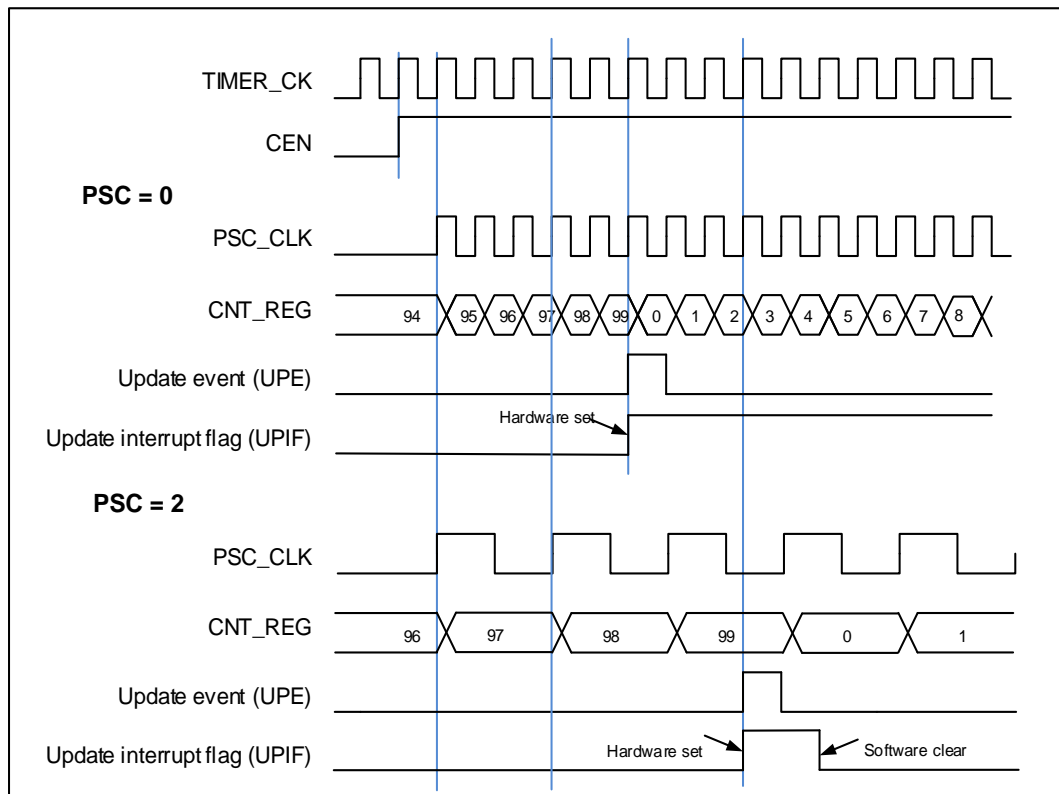 TIMER_CK
CEN
PSC = 0
PSC_CLK
CNT_REG 94 95 96 97 98 99 0 1 2 3 4 5 6 7 8
Update event (UPE)
Hardware set
Update interrupt flag (UPIF)
PSC = 2
PSC_CLK
CNT_REG 96 97 98 99 0 1
Update event (UPE)
Update interrupt flag (UPIF) Hardware set Software clear